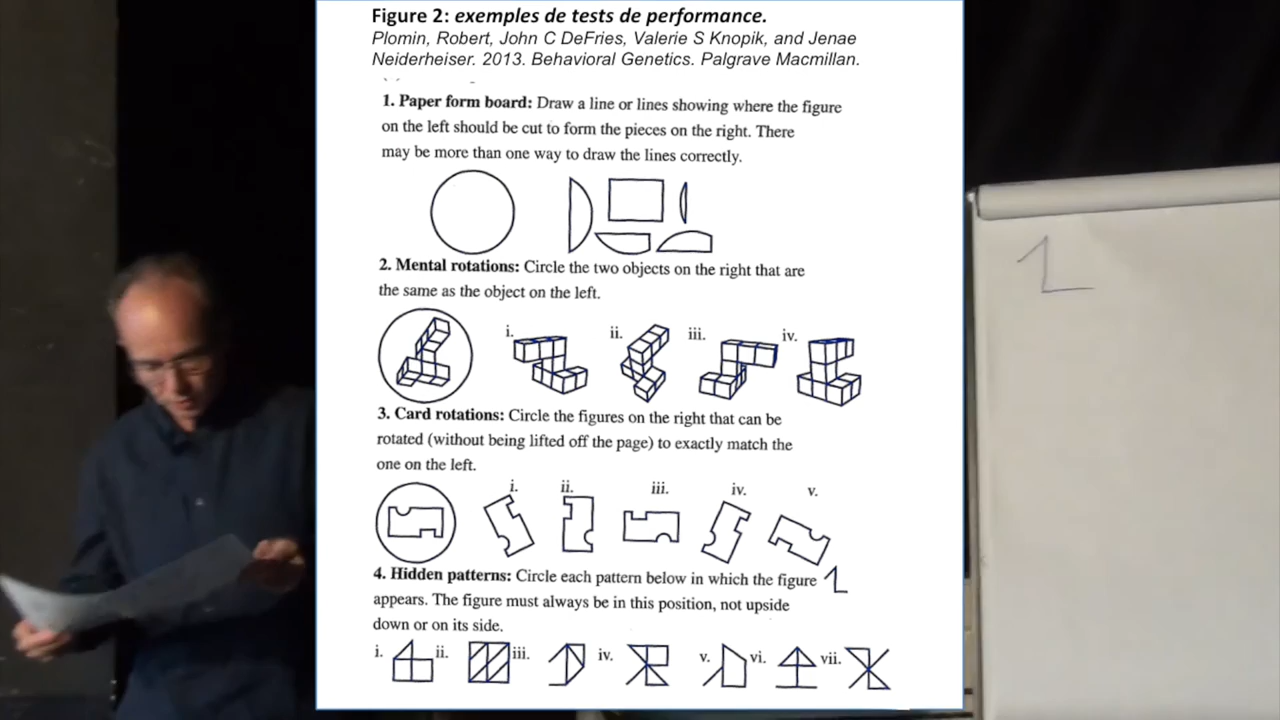 Figure 2: exemples de tests de performance.
Plomin, Robert, John C DeFries, Valerie S Knopik, and Jenae
Neiderheiser. 2013. Behavioral Genetics. Palgrave Macmillan.
1. Paper form board: Draw a line or lines showing where the figure
on the left should be cut to form the pieces on the right. There
may be more than one way to draw the lines correctly.
2. Mental rotations: Circle the two objects on the right that are
the same as the object on the left.
i. ii. iii. iv.
3. Card rotations: Circle the figures on the right that can be
rotated (without being lifted off the page) to exactly match the
one on the left.
i. ii. iii. iv. v.
4. Hidden patterns: Circle each pattern below in which the figure
appears. The figure must always be in this position, not upside
down or on its side.
i. ii. iii. iv. v. vi. vii.